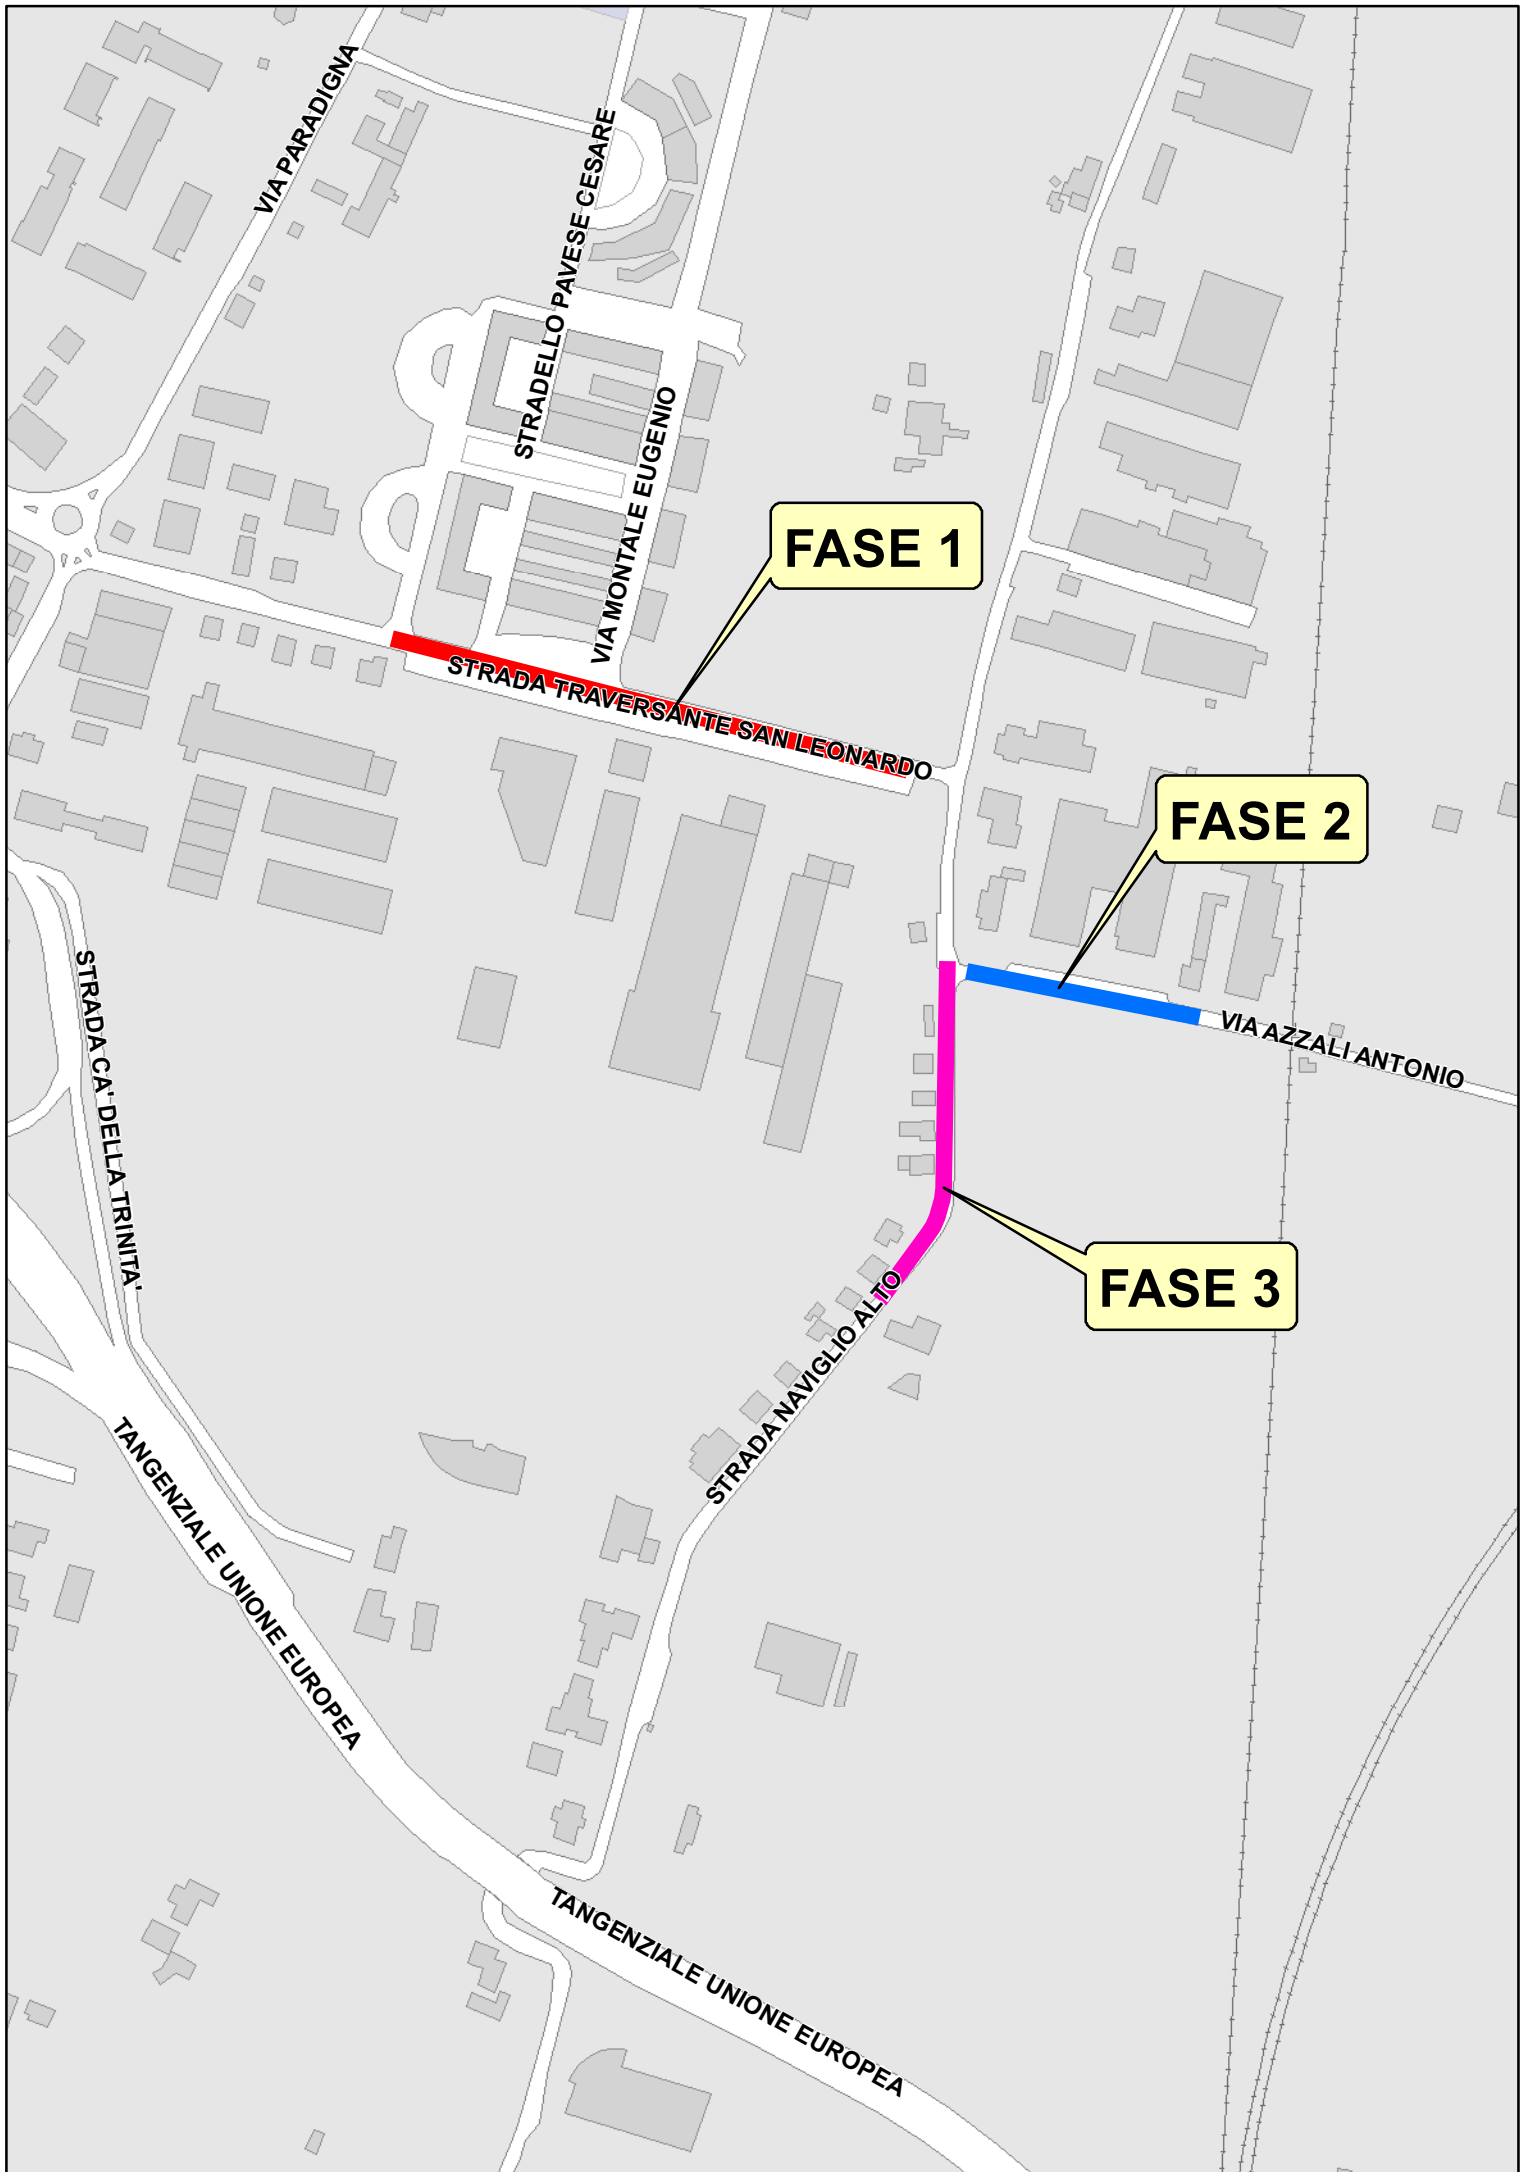 VIA PARADIGNA
STRADELLO PAVESE CESARE
VIA MONTALE EUGENIO
FASE 1
STRADA TRAVERSANTE SAN LEONARDO
FASE 2
STRADA CA' DELLA TRINITA'
VIA AZZALI ANTONIO
FASE 3
STRADA NAVIGLIO ALTO
TANGENZIALE UNIONE EUROPEA
TANGENZIALE UNIONE EUROPEA